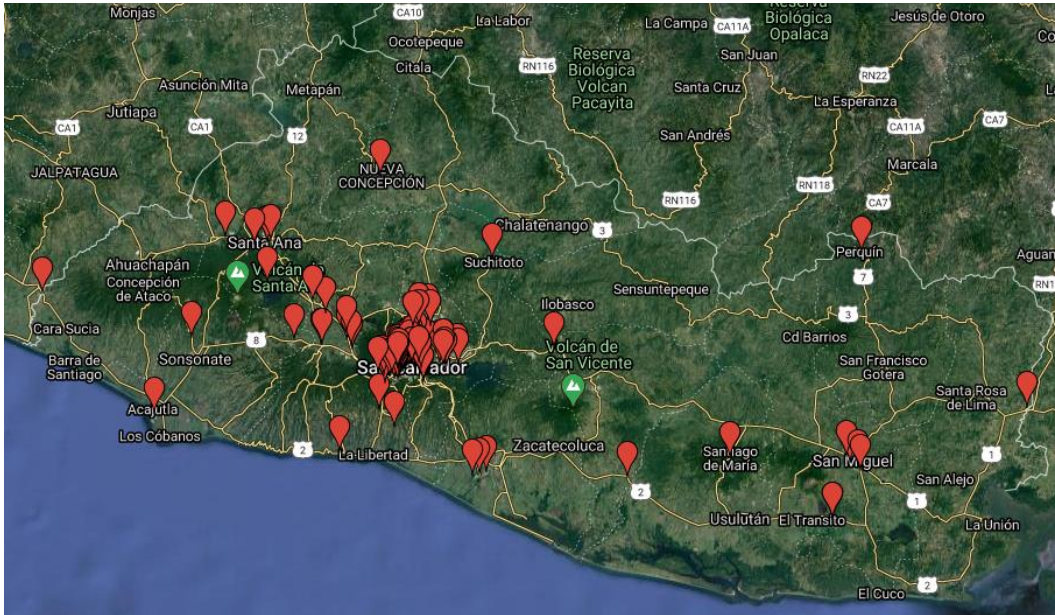 Monjas
CA10
La Labor
La Campa
CA11A
Reserva
Biológica
Opalaca
Jesús de Otoro
Ocotepeque
San Juan
Citala
RN116
Reserva
Biológica
Volcan
Pacayita
RN22
Asunción Mita
Metapán
Santa Cruz
La Esperanza
Jutiapa
CA1
CA1
12
San Andrés
CA11A
CA7
JALPATAGUA
NUEVA
CONCEPCIÓN
Marcala
RN118
RN116
CA7
Chalatenango
3
Santa Ana
Perquín
Suchitoto
Ahuachapán
Concepción
de Ataco
Volcán de
Santa A
7
Sensuntepeque
Ilobasco
Cara Sucia
3
Cd Barrios
8
Sonsonate
Volcán de
San Vicente
Barra de
Santiago
San Francisco
Gotera
Santa Rosa
de Lima
Acajutla
Los Cóbanos
2
La Libertad
Zacatecoluca
Santiago
de María
San Miguel
1
San Alejo
2
1
Usulután
El Transito
La Unión
2
El Cuco